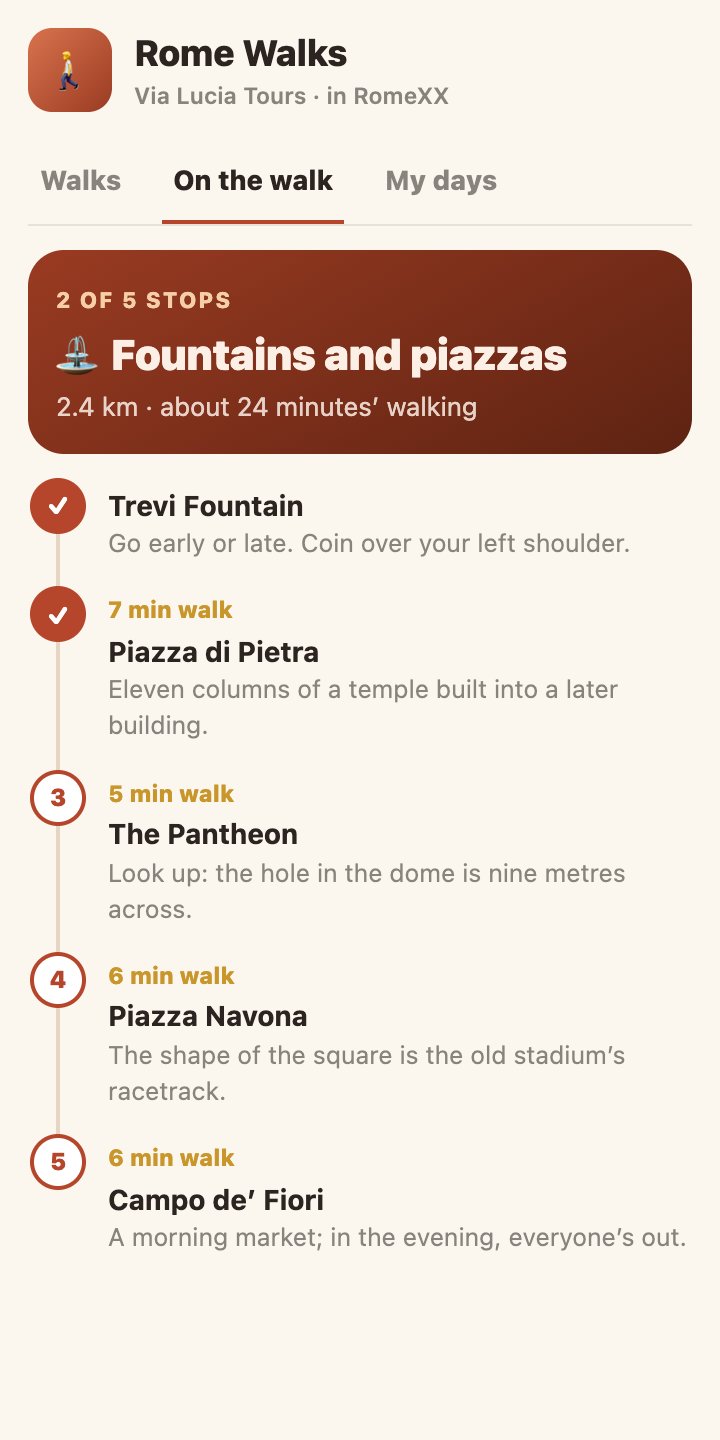 Rome Walks
Via Lucia Tours · in RomeXX
Walks On the walk My days
2 OF 5 STOPS
Fountains and piazzas
2.4 km · about 24 minutes’ walking
Trevi Fountain
Go early or late. Coin over your left shoulder.
7 min walk
Piazza di Pietra
Eleven columns of a temple built into a later
building.
3 5 min walk
The Pantheon
Look up: the hole in the dome is nine metres
across.
4 6 min walk
Piazza Navona
The shape of the square is the old stadium’s
racetrack.
5 6 min walk
Campo de’ Fiori
A morning market; in the evening, everyone’s out.